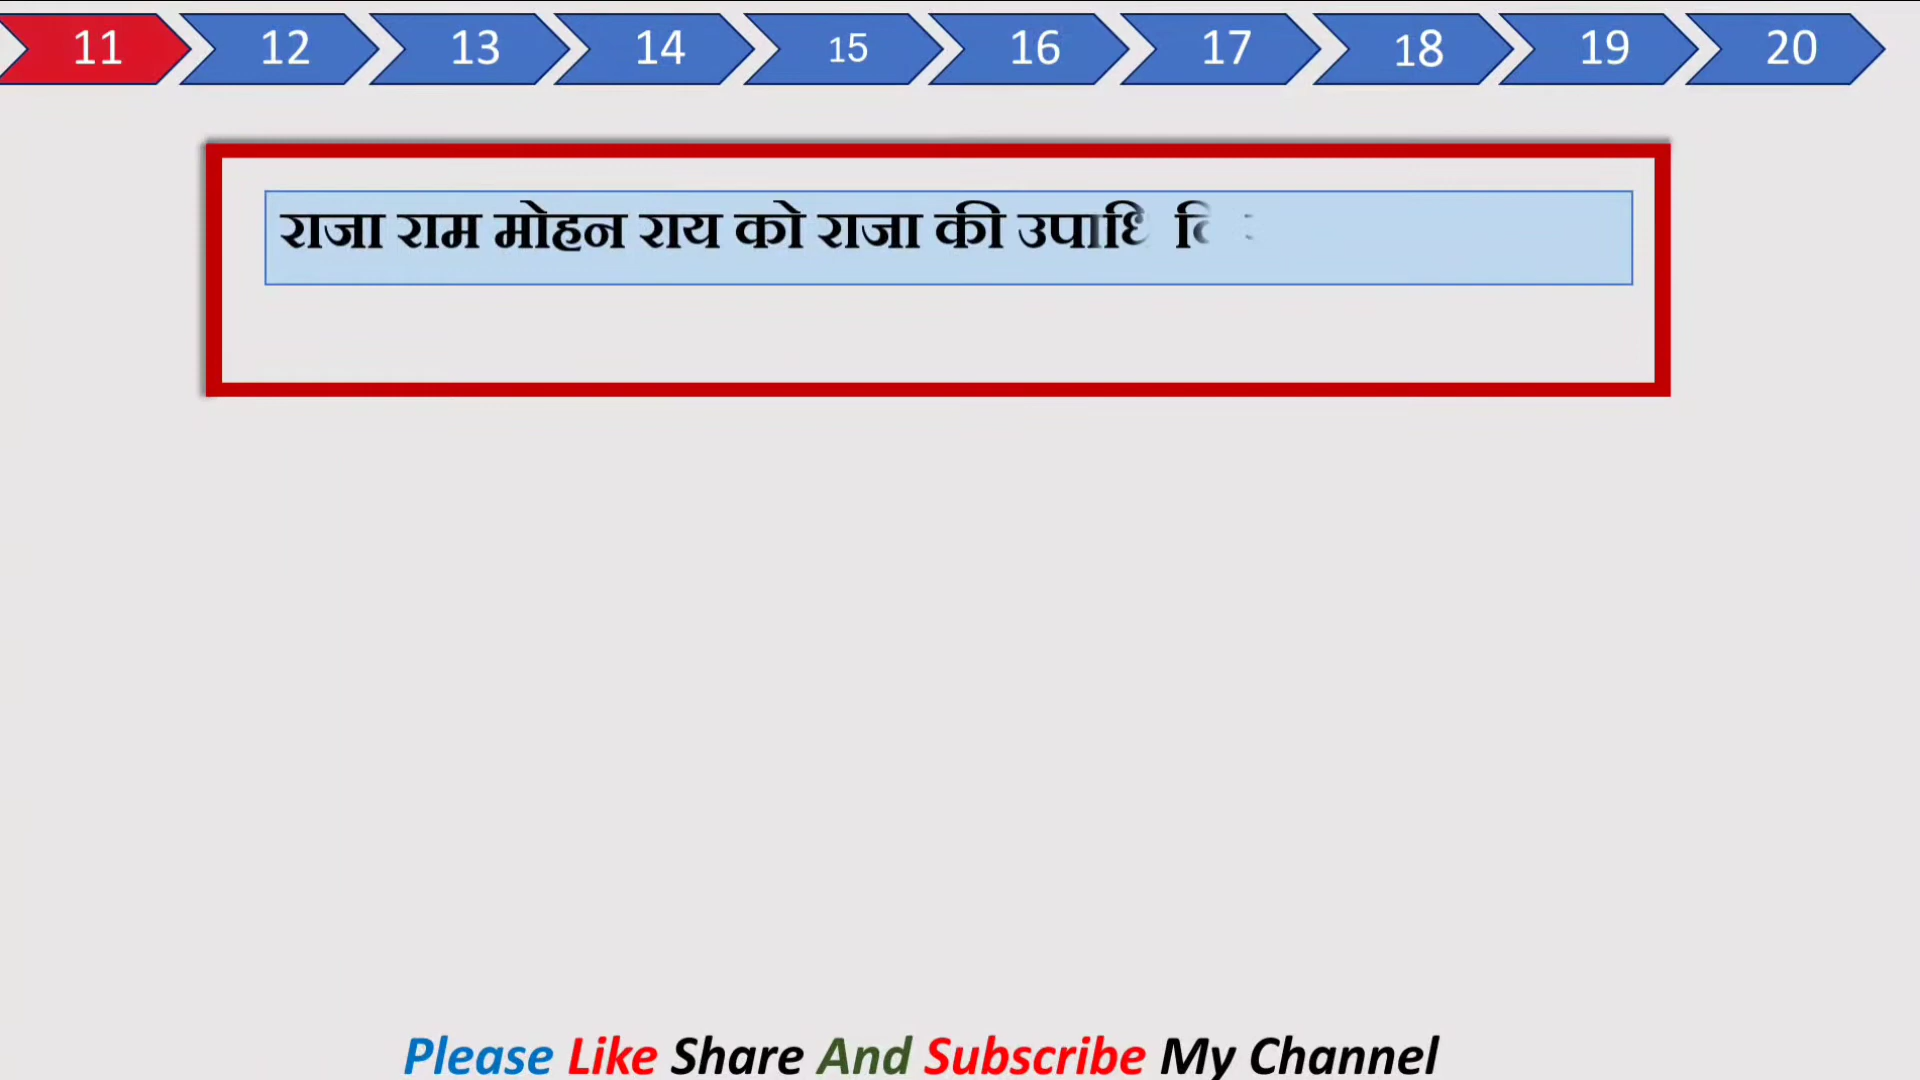 11 12 13 14 15 16 17 18 19 20
राजा राम मोहन राय को राजा की उपाधि
Please Like Share And Subscribe My Channel